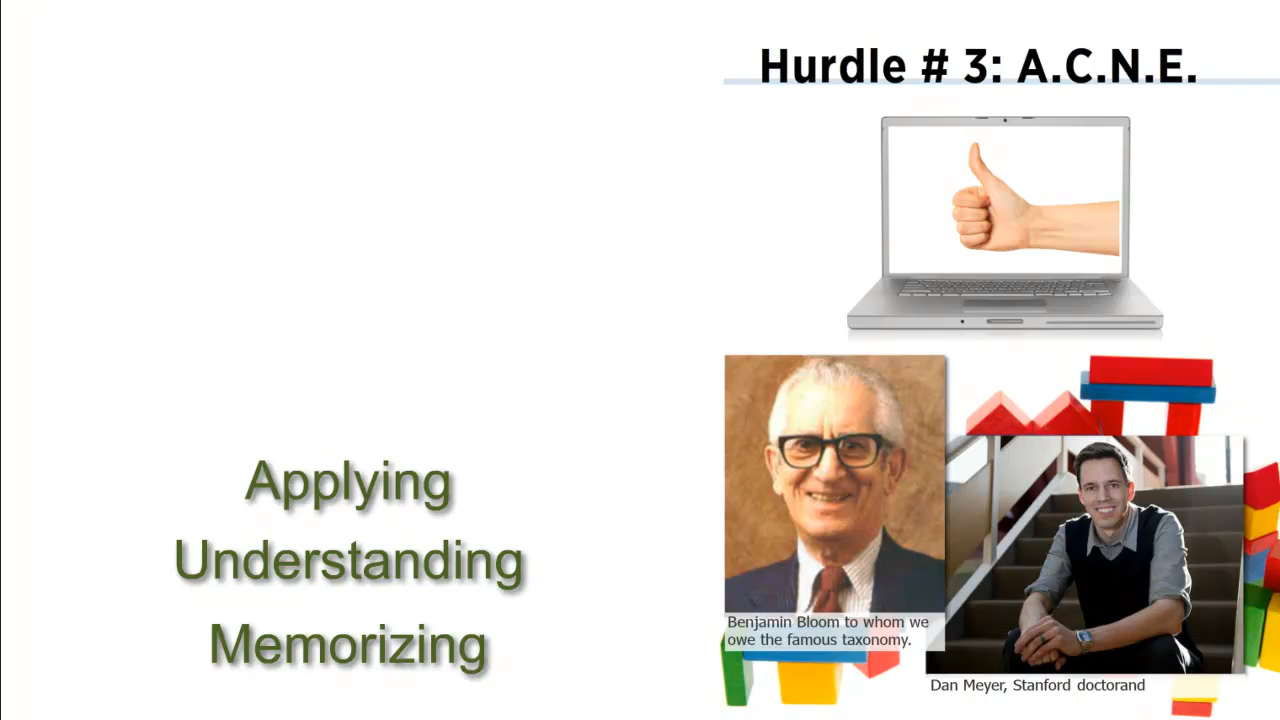 Hurdle # 3: A.C.N.E.
Applying
Understanding
Memorizing
Benjamin Bloom to whom we
owe the famous taxonomy.
Dan Meyer, Stanford doctorand